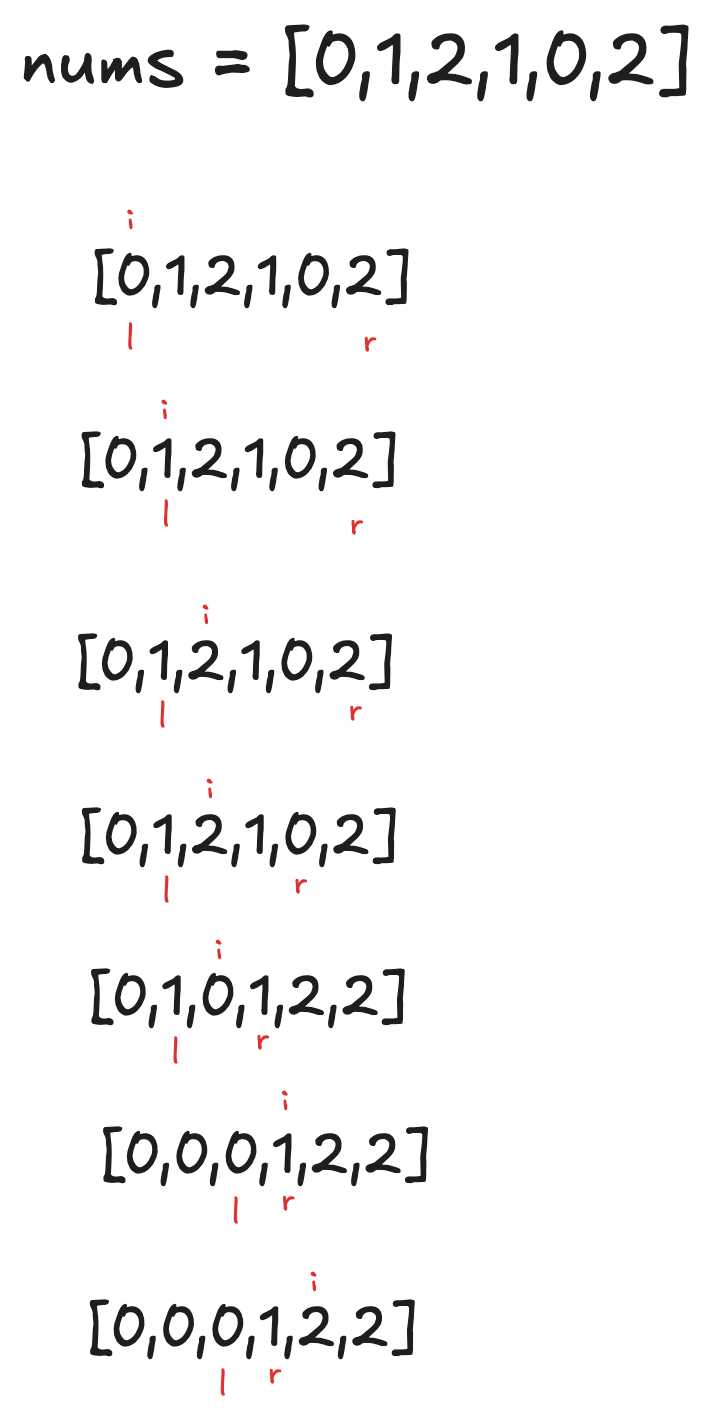 nums = [0,1,2,1,0,2]
i
[0,1,2,1,0,2]
l r
i
[0,1,2,1,0,2]
l r
i
[0,1,2,1,0,2]
l r
i
[0,1,2,1,0,2]
l r
i
[0,1,0,1,2,2]
l r
i
[0,0,0,1,2,2]
l r
i
[0,0,0,1,2,2]
l r